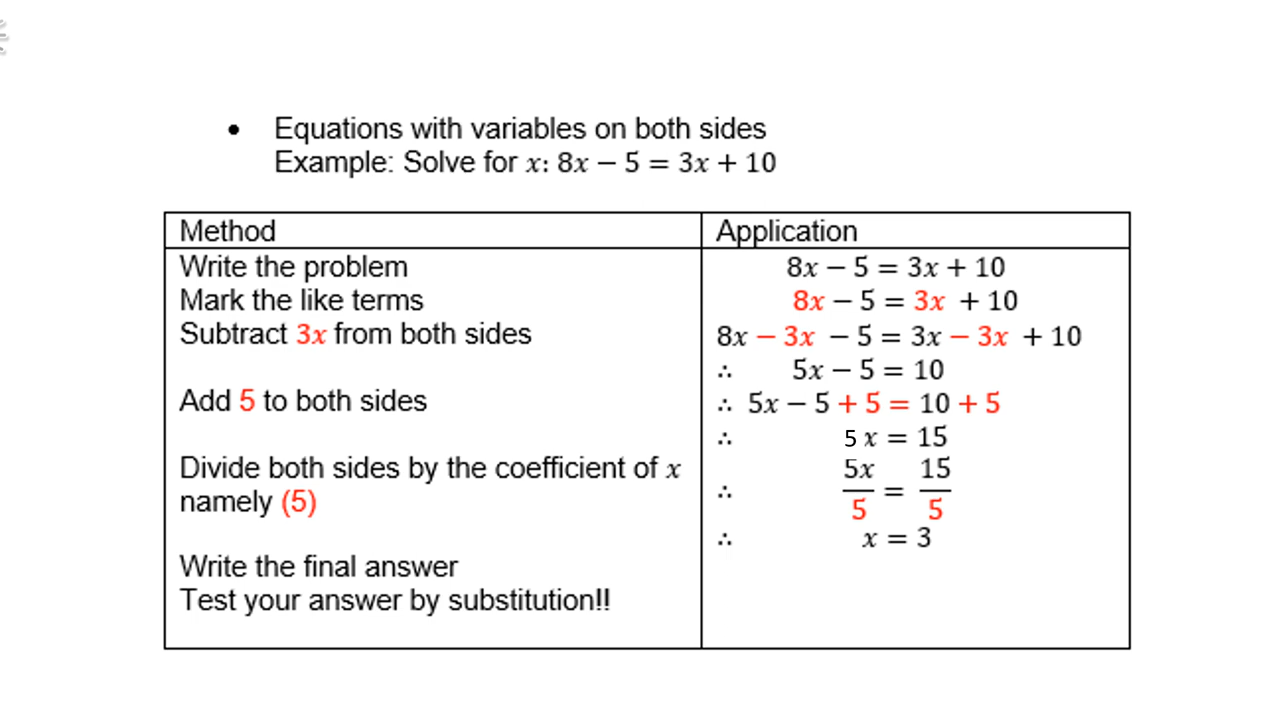 • Equations with variables on both sides
Example: Solve for x: 8x − 5 = 3x + 10
Method
Application
Write the problem
8x − 5 = 3x + 10
Mark the like terms
8x − 5 = 3x + 10
Subtract 3x from both sides
8x − 3x − 5 = 3x − 3x + 10
∴ 5x − 5 = 10
Add 5 to both sides
∴ 5x − 5 + 5 = 10 + 5
∴ 5 x = 15
Divide both sides by the coefficient of x
namely (5)
∴ 5x/5 = 15/5
∴ x = 3
Write the final answer
Test your answer by substitution!!